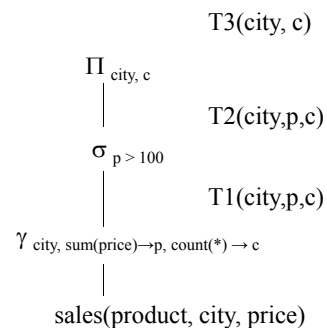 T3(city, c)
Π city, c
T2(city,p,c)
σ p > 100
T1(city,p,c)
γ city, sum(price)→p, count(*) → c
sales(product, city, price)